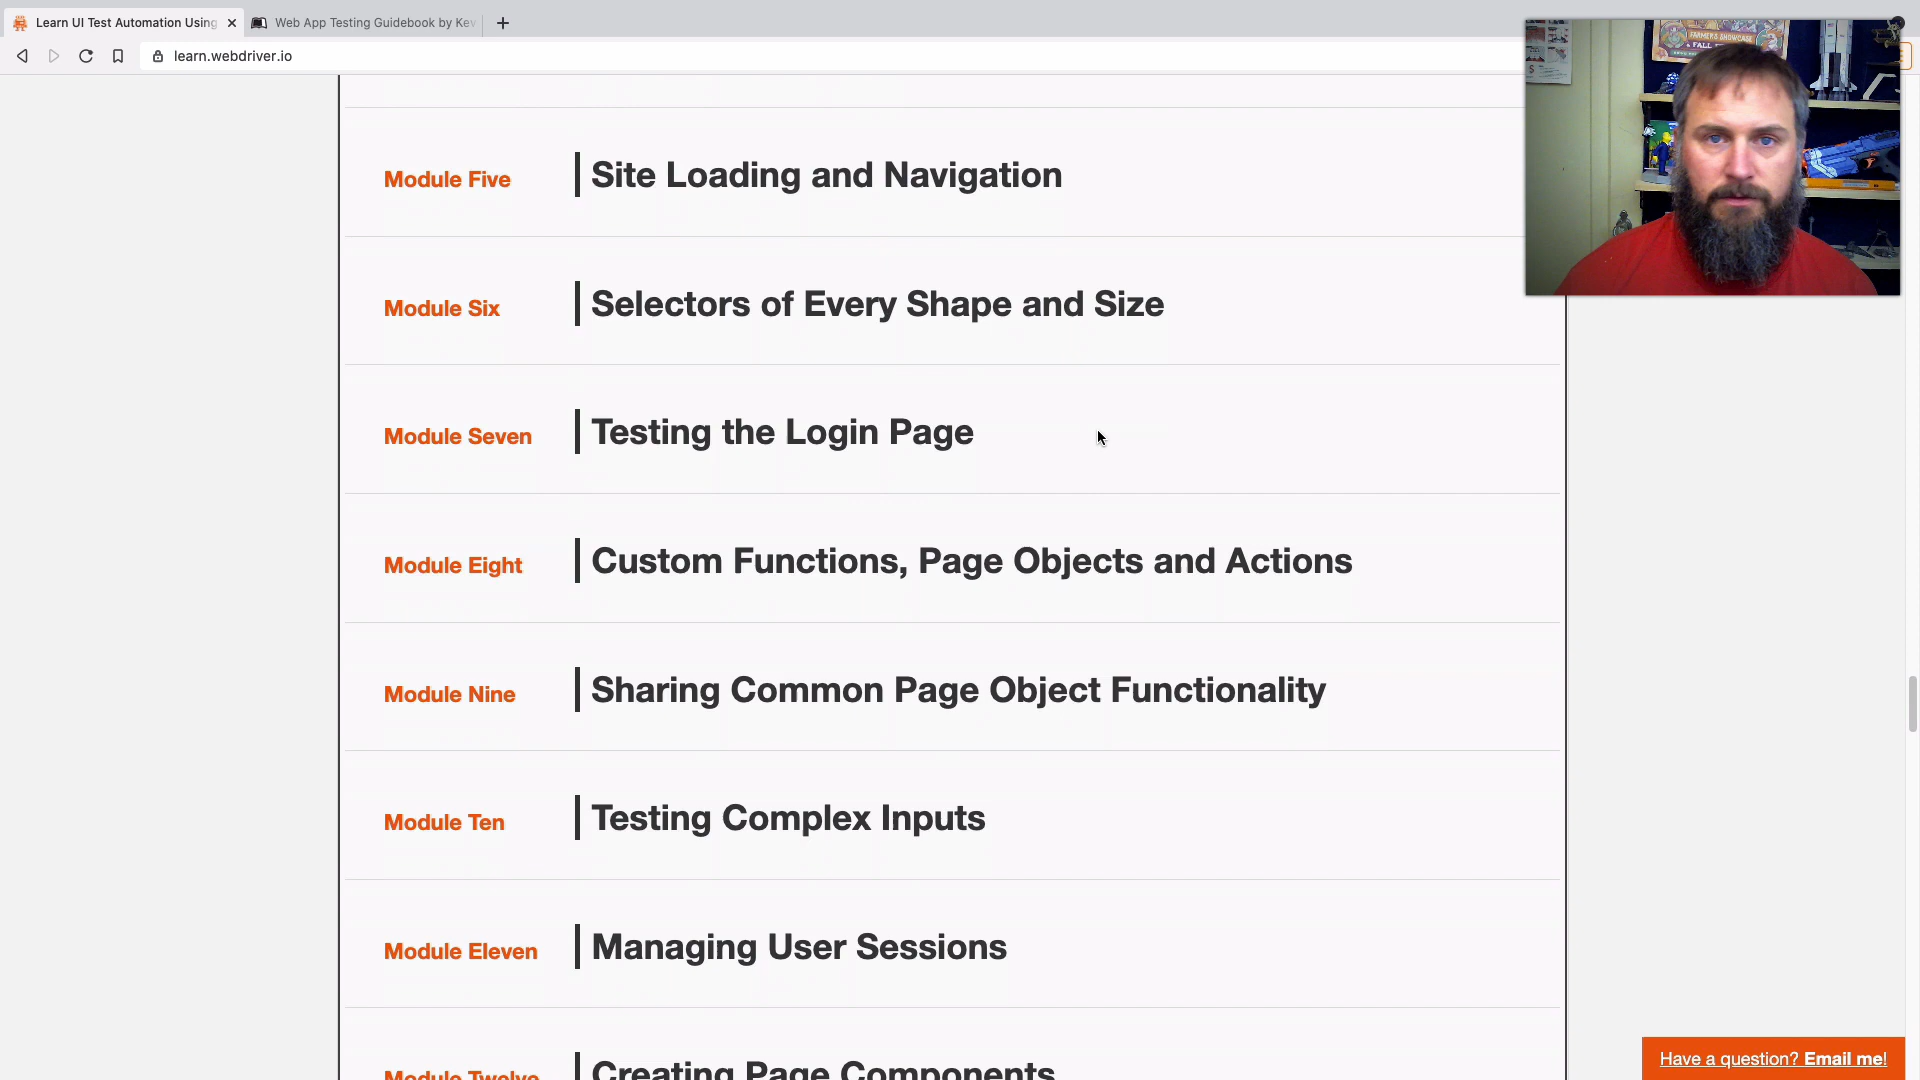 Learn UI Test Automation Using
Web App Testing Guidebook by Kev
learn.webdriver.io
FARMERS SHOWCASE
Module Five
Site Loading and Navigation
Module Six
Selectors of Every Shape and Size
Module Seven
Testing the Login Page
Module Eight
Custom Functions, Page Objects and Actions
Module Nine
Sharing Common Page Object Functionality
Module Ten
Testing Complex Inputs
Module Eleven
Managing User Sessions
Module Twelve
Creating Page Components
Have a question? Email me!